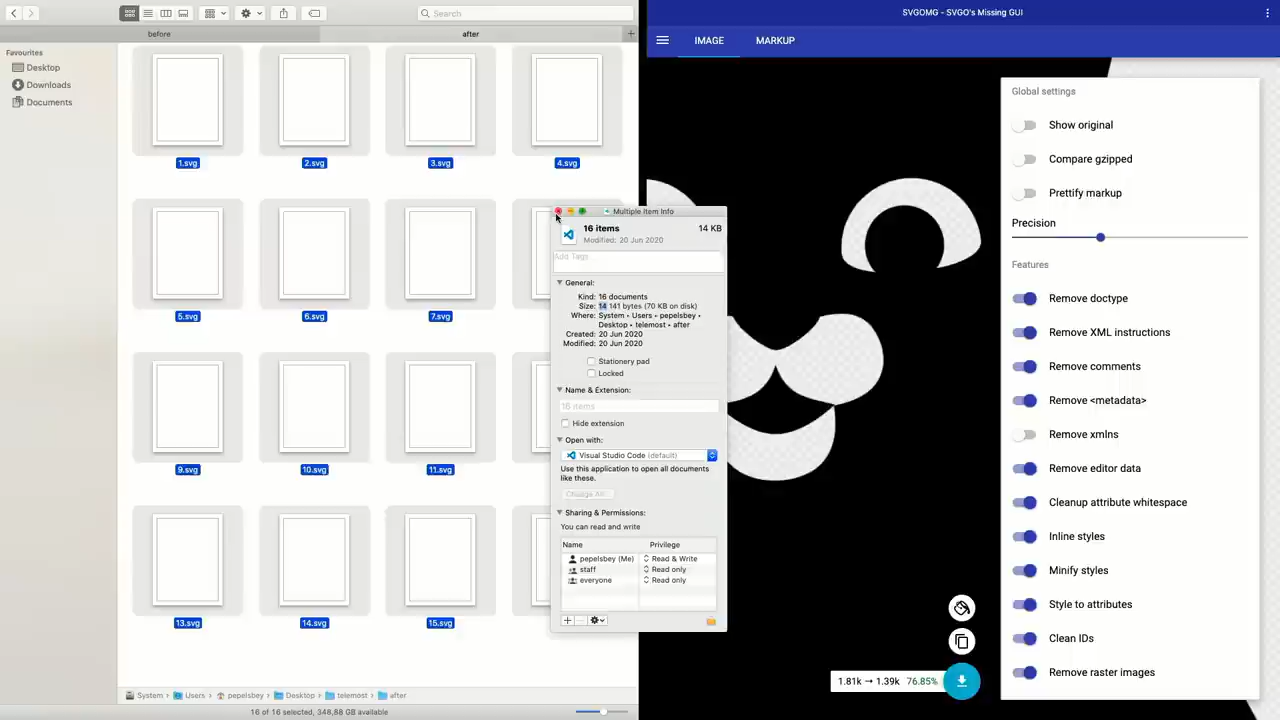 Search
before
after
Favourites
Desktop
Downloads
Documents
1.svg
2.svg
3.svg
4.svg
5.svg
6.svg
7.svg
9.svg
10.svg
11.svg
13.svg
14.svg
15.svg
System › Users › pepelsbey › Desktop › telemost › after
16 of 16 selected, 348,88 GB available
Multiple Item Info
16 items
14 KB
Modified: 20 Jun 2020
Add Tags...
General:
Kind: 16 documents
Size: 14 141 bytes (70 KB on disk)
Where: System ▸ Users ▸ pepelsbey ▸
Desktop ▸ telemost ▸ after
Created: 20 Jun 2020
Modified: 20 Jun 2020
Stationery pad
Locked
Name & Extension:
16 items
Hide extension
Open with:
Visual Studio Code (default)
Use this application to open all documents
like these.
Change All...
Sharing & Permissions:
You can read and write
Name Privilege
pepelsbey (Me) Read & Write
staff Read only
everyone Read only
SVGOMG - SVGO's Missing GUI
IMAGE
MARKUP
Global settings
Show original
Compare gzipped
Prettify markup
Precision
Features
Remove doctype
Remove XML instructions
Remove comments
Remove <metadata>
Remove xmlns
Remove editor data
Cleanup attribute whitespace
Inline styles
Minify styles
Style to attributes
Clean IDs
Remove raster images
1.81k → 1.39k 76.85%